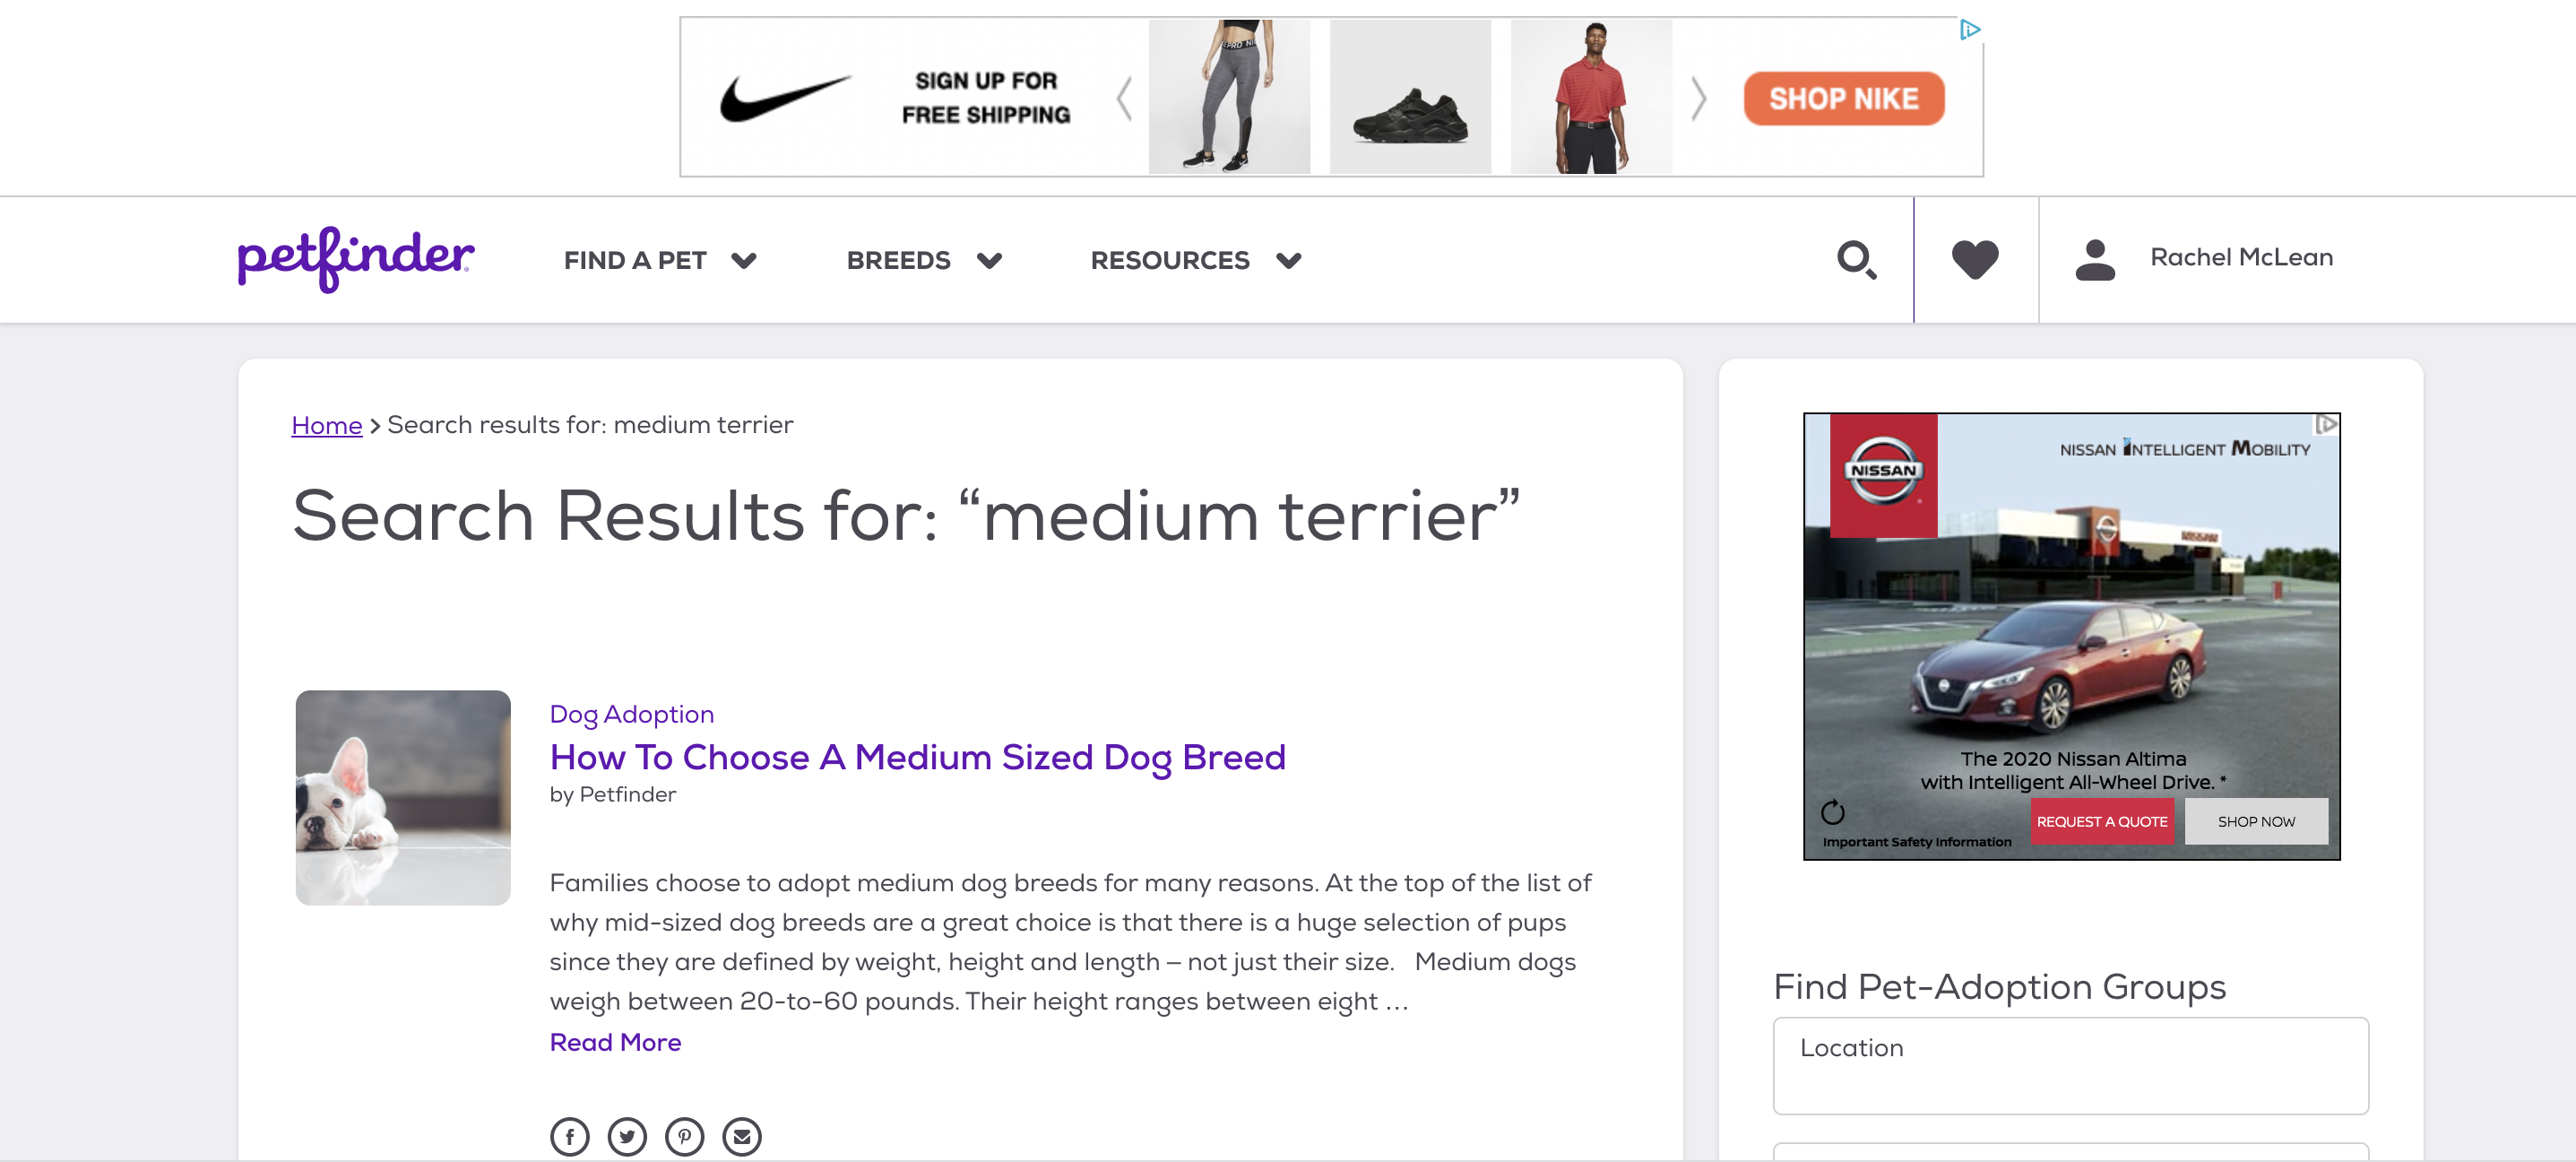 SIGN UP FOR
FREE SHIPPING
SHOP NIKE
petfinder
FIND A PET
BREEDS
RESOURCES
Rachel McLean
Home > Search results for: medium terrier
Search Results for: “medium terrier”
Dog Adoption
How To Choose A Medium Sized Dog Breed
by Petfinder
Families choose to adopt medium dog breeds for many reasons. At the top of the list of
why mid-sized dog breeds are a great choice is that there is a huge selection of pups
since they are defined by weight, height and length – not just their size.   Medium dogs
weigh between 20-to-60 pounds. Their height ranges between eight …
Read More
NISSAN
NISSAN INTELLIGENT MOBILITY
The 2020 Nissan Altima
with Intelligent All-Wheel Drive. *
Important Safety Information
REQUEST A QUOTE
SHOP NOW
Find Pet-Adoption Groups
Location